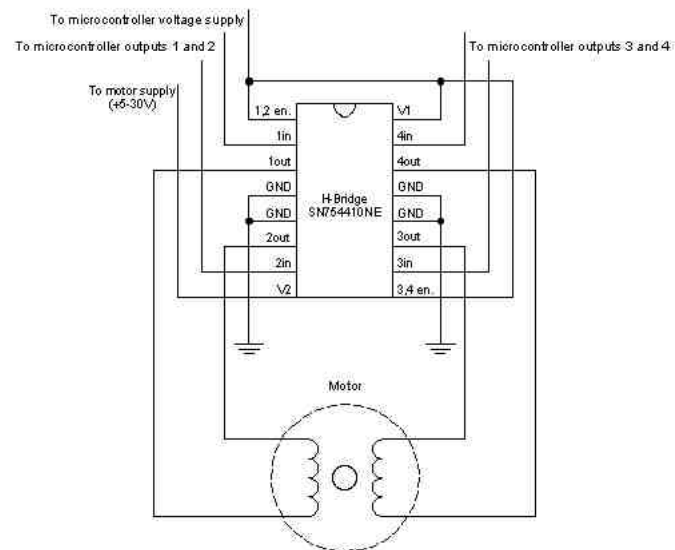 To microcontroller voltage supply
To microcontroller outputs 1 and 2
To microcontroller outputs 3 and 4
To motor supply
(+5-30V)
1,2 en.
V1
1in
4in
1out
4out
GND
GND
H-Bridge
SN754410NE
GND
GND
2out
3out
2in
3in
V2
3,4 en.
Motor